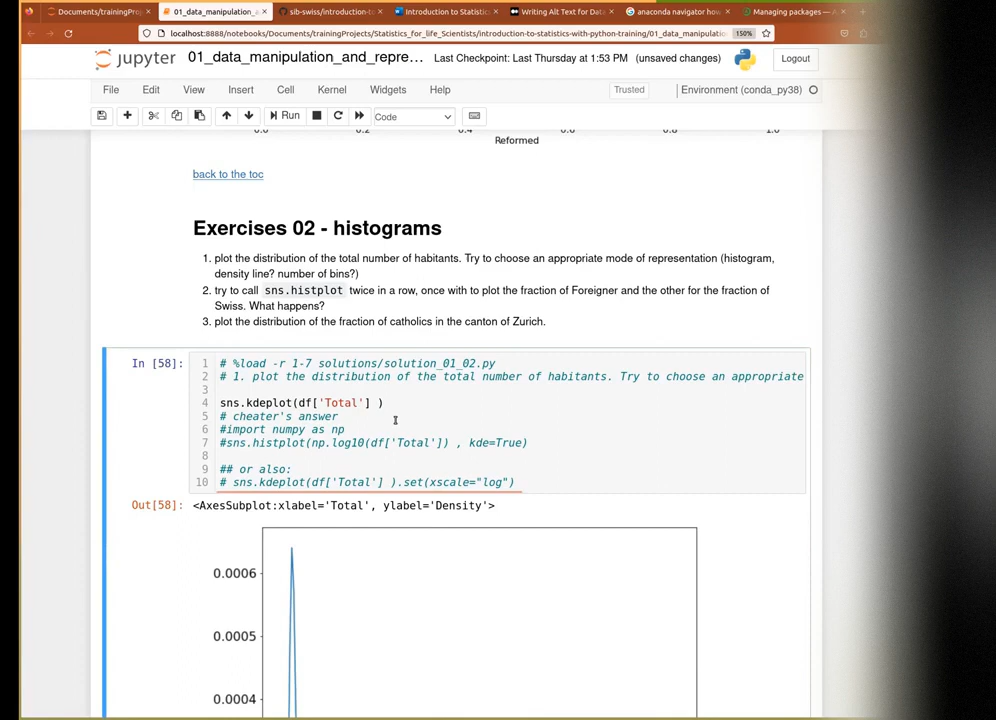 Documents/trainingProj
01_data_manipulation_a
sib-swiss/introduction-to
Introduction to Statistic
Writing Alt Text for Data
anaconda navigator how
Managing packages — A
localhost:8888/notebooks/Documents/trainingProjects/Statistics_for_life_Scientists/introduction-to-statistics-with-python-training/01_data_manipulatio
150%
jupyter 01_data_manipulation_and_repre... Last Checkpoint: Last Thursday at 1:53 PM (unsaved changes) Logout
File Edit View Insert Cell Kernel Widgets Help Trusted Environment (conda_py38)
Run Code
0.0 0.2 0.4 0.6 0.8 1.0
Reformed
back to the toc
Exercises 02 - histograms
1. plot the distribution of the total number of habitants. Try to choose an appropriate mode of representation (histogram,
density line? number of bins?)
2. try to call sns.histplot twice in a row, once with to plot the fraction of Foreigner and the other for the fraction of
Swiss. What happens?
3. plot the distribution of the fraction of catholics in the canton of Zurich.
In [58]:
1 # %load -r 1-7 solutions/solution_01_02.py
2 # 1. plot the distribution of the total number of habitants. Try to choose an appropriate
3
4 sns.kdeplot(df['Total'] )
5 # cheater's answer
6 #import numpy as np
7 #sns.histplot(np.log10(df['Total']) , kde=True)
8
9 ## or also:
10 # sns.kdeplot(df['Total'] ).set(xscale="log")
Out[58]: <AxesSubplot:xlabel='Total', ylabel='Density'>
0.0006
0.0005
0.0004